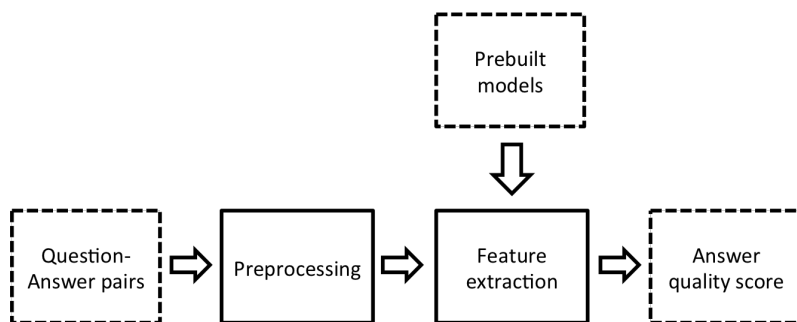 Prebuilt
models
Question-
Answer pairs
Preprocessing
Feature
extraction
Answer
quality score